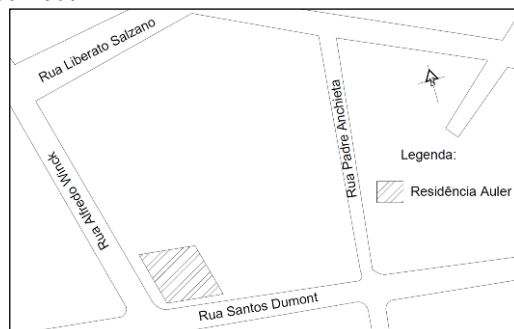 Rua Liberato Salzano
Rua Padre Anchieta
Rua Alfredo Winck
Legenda:
Residência Auler
Rua Santos Dumont